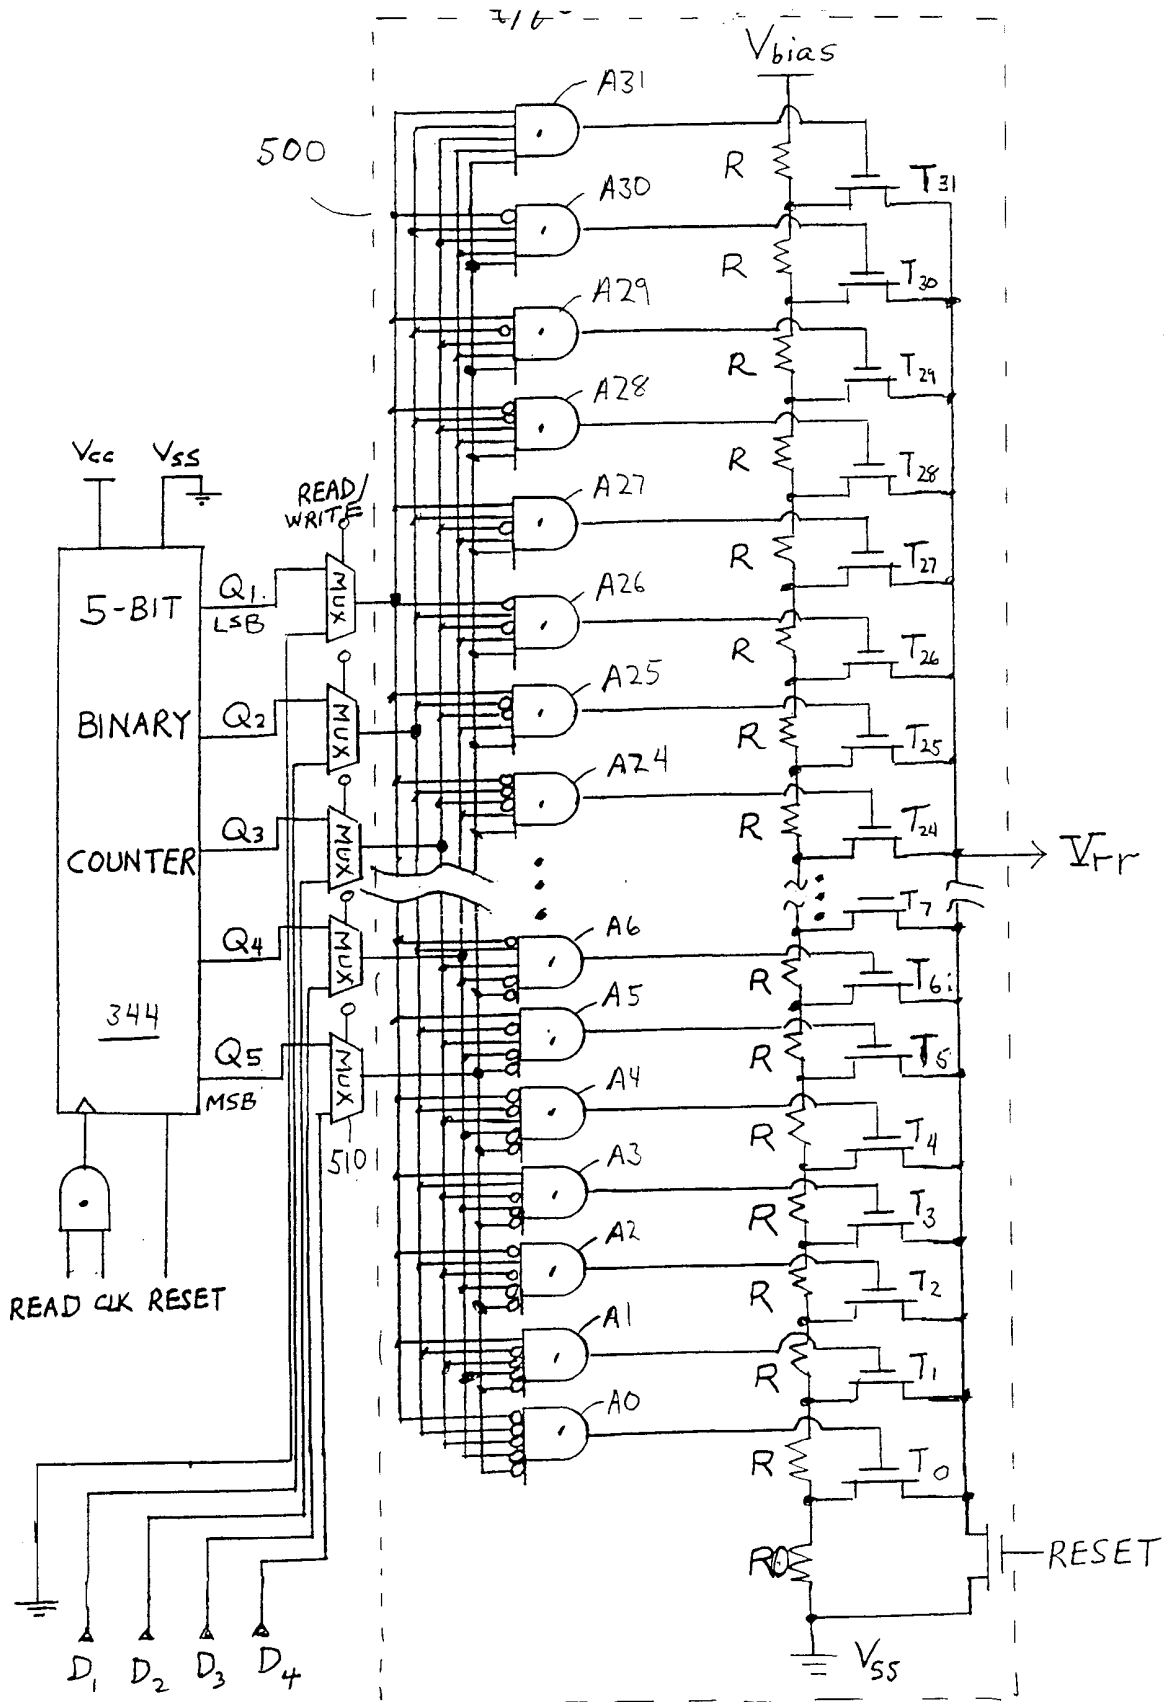 Vbias
A31
500
R
T31
A30
R
T30
A29
R
T29
A28
R
T28
Vcc
Vss
READ/
WRITE
A27
R
T27
5-BIT
BINARY
COUNTER
344
Q1
LSB
MUX
A26
R
T26
Q2
MUX
A25
R
T25
A24
R
T24
Q3
MUX
Vrr
T7
Q4
MUX
A6
R
T6
A5
R
T5
Q5
MSB
MUX
510
A4
R
T4
A3
R
T3
READ CLK RESET
A2
R
T2
A1
R
T1
A0
R
T0
R0
RESET
Vss
D1
D2
D3
D4